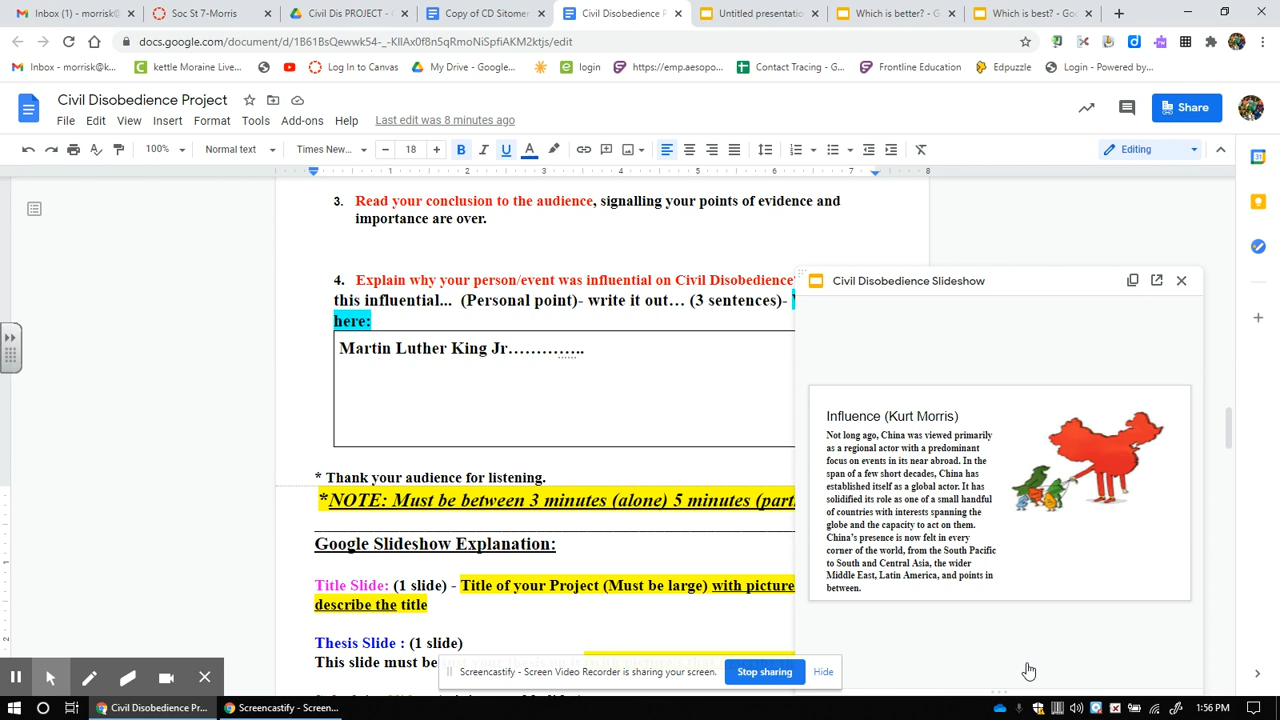 Inbox (41) - morrisk@
Soc St 7-Morris
Civil Dis PROJECT -
Copy of CD Sitomer
Civil Disobedience P
Untitled presentatio
Which is better? - G
Which is best? - Goo
docs.google.com/document/d/1B61BsQewwk54-_-KllAx0f8n5qRmoNiSpfiAKM2ktjs/edit
Inbox - morrisk@k...
kettle Moraine Live...
Log In to Canvas
My Drive - Google...
login
https://emp.aesopo...
Contact Tracing - G...
Frontline Education
Edpuzzle
Login - Powered by...
Civil Disobedience Project
File Edit View Insert Format Tools Add-ons Help Last edit was 8 minutes ago
Share
100% Normal text Times New... 18 B I U A Editing
1 2 3 4 5 6 7 8
3. Read your conclusion to the audience, signalling your points of evidence and
importance are over.
4. Explain why your person/event was influential on Civil Disobedience
this influential... (Personal point)- write it out… (3 sentences)-
here:
Martin Luther King Jr…………..
* Thank your audience for listening.
*NOTE: Must be between 3 minutes (alone) 5 minutes (part
Google Slideshow Explanation:
Title Slide: (1 slide) - Title of your Project (Must be large) with picture
describe the title
Thesis Slide : (1 slide)
This slide must be
Civil Disobedience Slideshow
Influence (Kurt Morris)
Not long ago, China was viewed primarily
as a regional actor with a predominant
focus on events in its near abroad. In the
span of a few short decades, China has
established itself as a global actor. It has
solidified its role as one of a small handful
of countries with interests spanning the
globe and the capacity to act on them.
China's presence is now felt in every
corner of the world, from the South Pacific
to South and Central Asia, the wider
Middle East, Latin America, and points in
between.
Screencastify - Screen Video Recorder is sharing your screen.
Stop sharing
Hide
Civil Disobedience Pr...
Screencastify - Screen...
1:56 PM